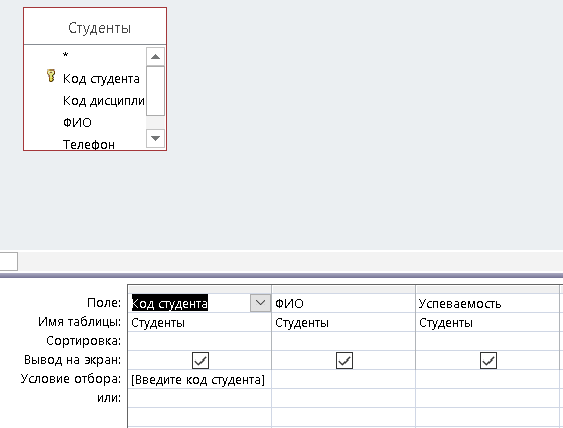 Студенты
*
Код студента
Код дисципли
ФИО
Телефон
Поле: Код студента ФИО Успеваемость
Имя таблицы: Студенты Студенты Студенты
Сортировка:
Вывод на экран:
Условие отбора: [Введите код студента]
или: